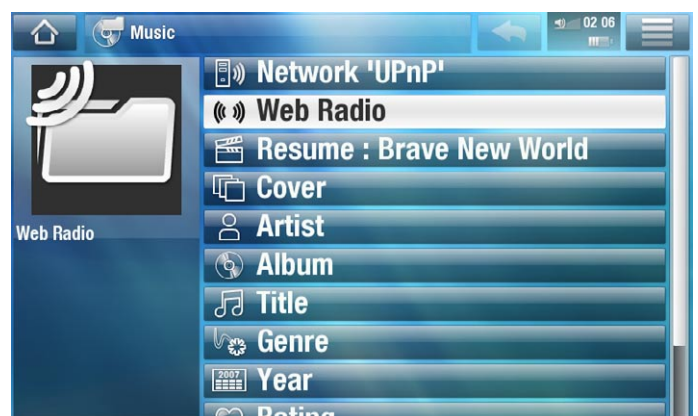 Music
02 06
Network 'UPnP'
Web Radio
Resume : Brave New World
Cover
Artist
Web Radio
Album
Title
Genre
2007
Year
Rating